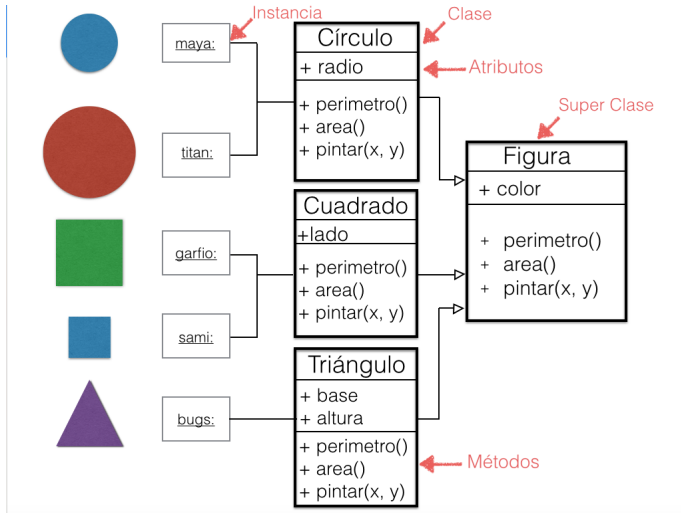 Instancia
maya:
titan:
garfio:
sami:
bugs:
Clase
Círculo
+ radio
Atributos
+ perimetro()
+ area()
+ pintar(x, y)
Cuadrado
+lado
+ perimetro()
+ area()
+ pintar(x, y)
Triángulo
+ base
+ altura
+ perimetro()
+ area()
+ pintar(x, y)
Métodos
Super Clase
Figura
+ color
+ perimetro()
+ area()
+ pintar(x, y)